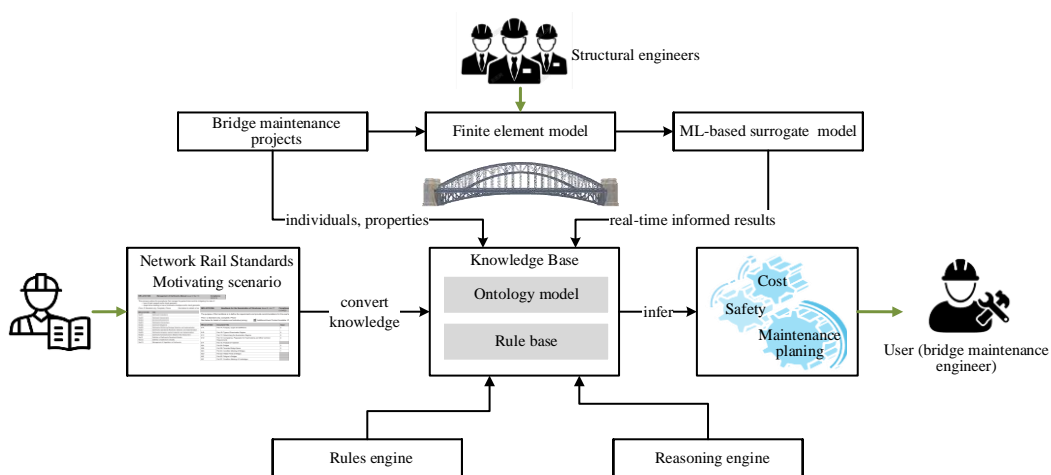 Structural engineers
Bridge maintenance
projects
Finite element model
ML-based surrogate model
individuals, properties
real-time informed results
Network Rail Standards
Motivating scenario
convert
knowledge
Knowledge Base
Ontology model
Rule base
infer
Cost
Safety
Maintenance
planing
User (bridge maintenance
engineer)
Rules engine
Reasoning engine